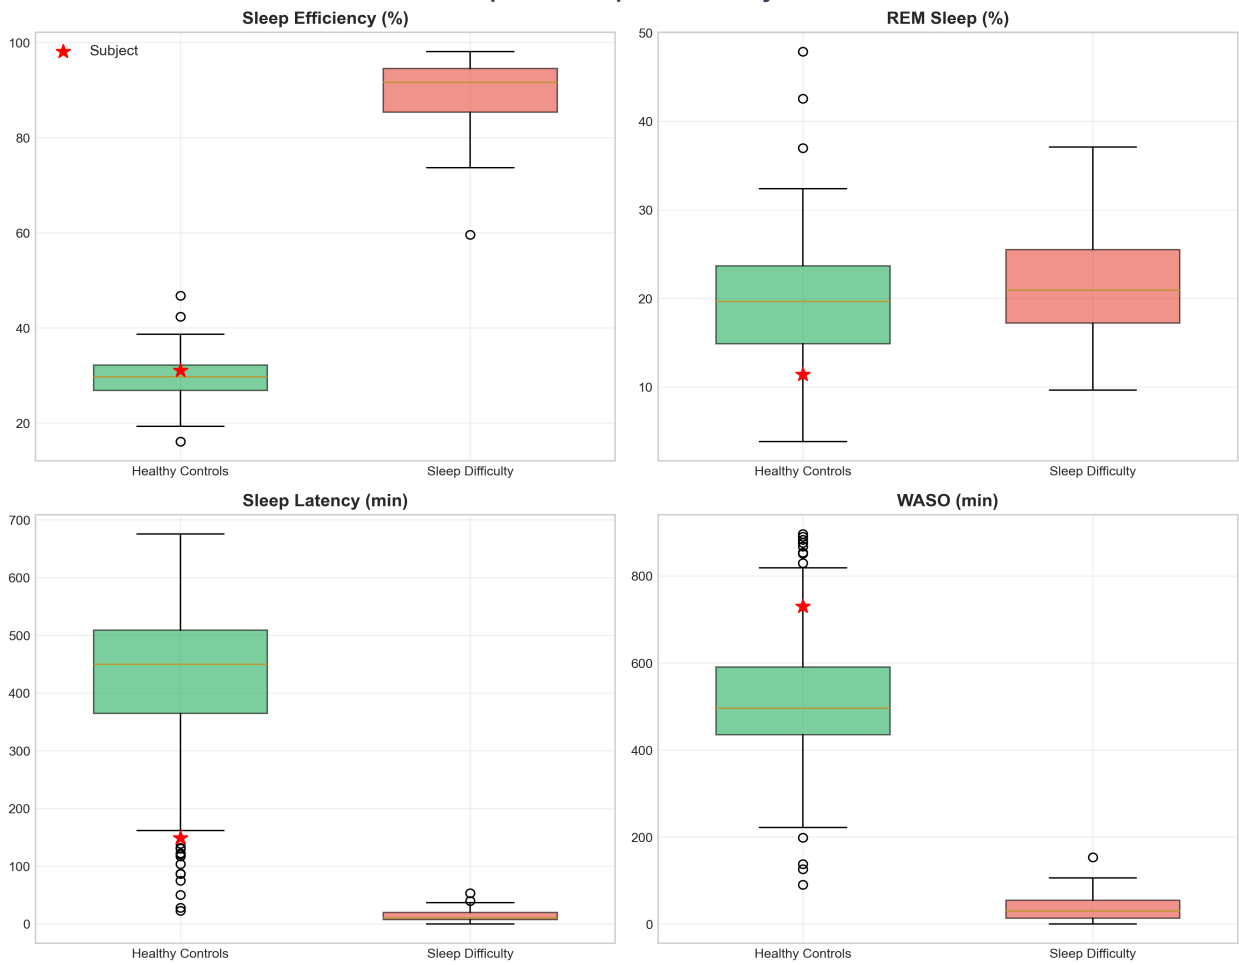 Sleep Efficiency (%)
100
80
60
40
20
Subject
Healthy Controls
Sleep Difficulty
REM Sleep (%)
50
40
30
20
10
Healthy Controls
Sleep Difficulty
Sleep Latency (min)
700
600
500
400
300
200
100
0
Healthy Controls
Sleep Difficulty
WASO (min)
800
600
400
200
0
Healthy Controls
Sleep Difficulty